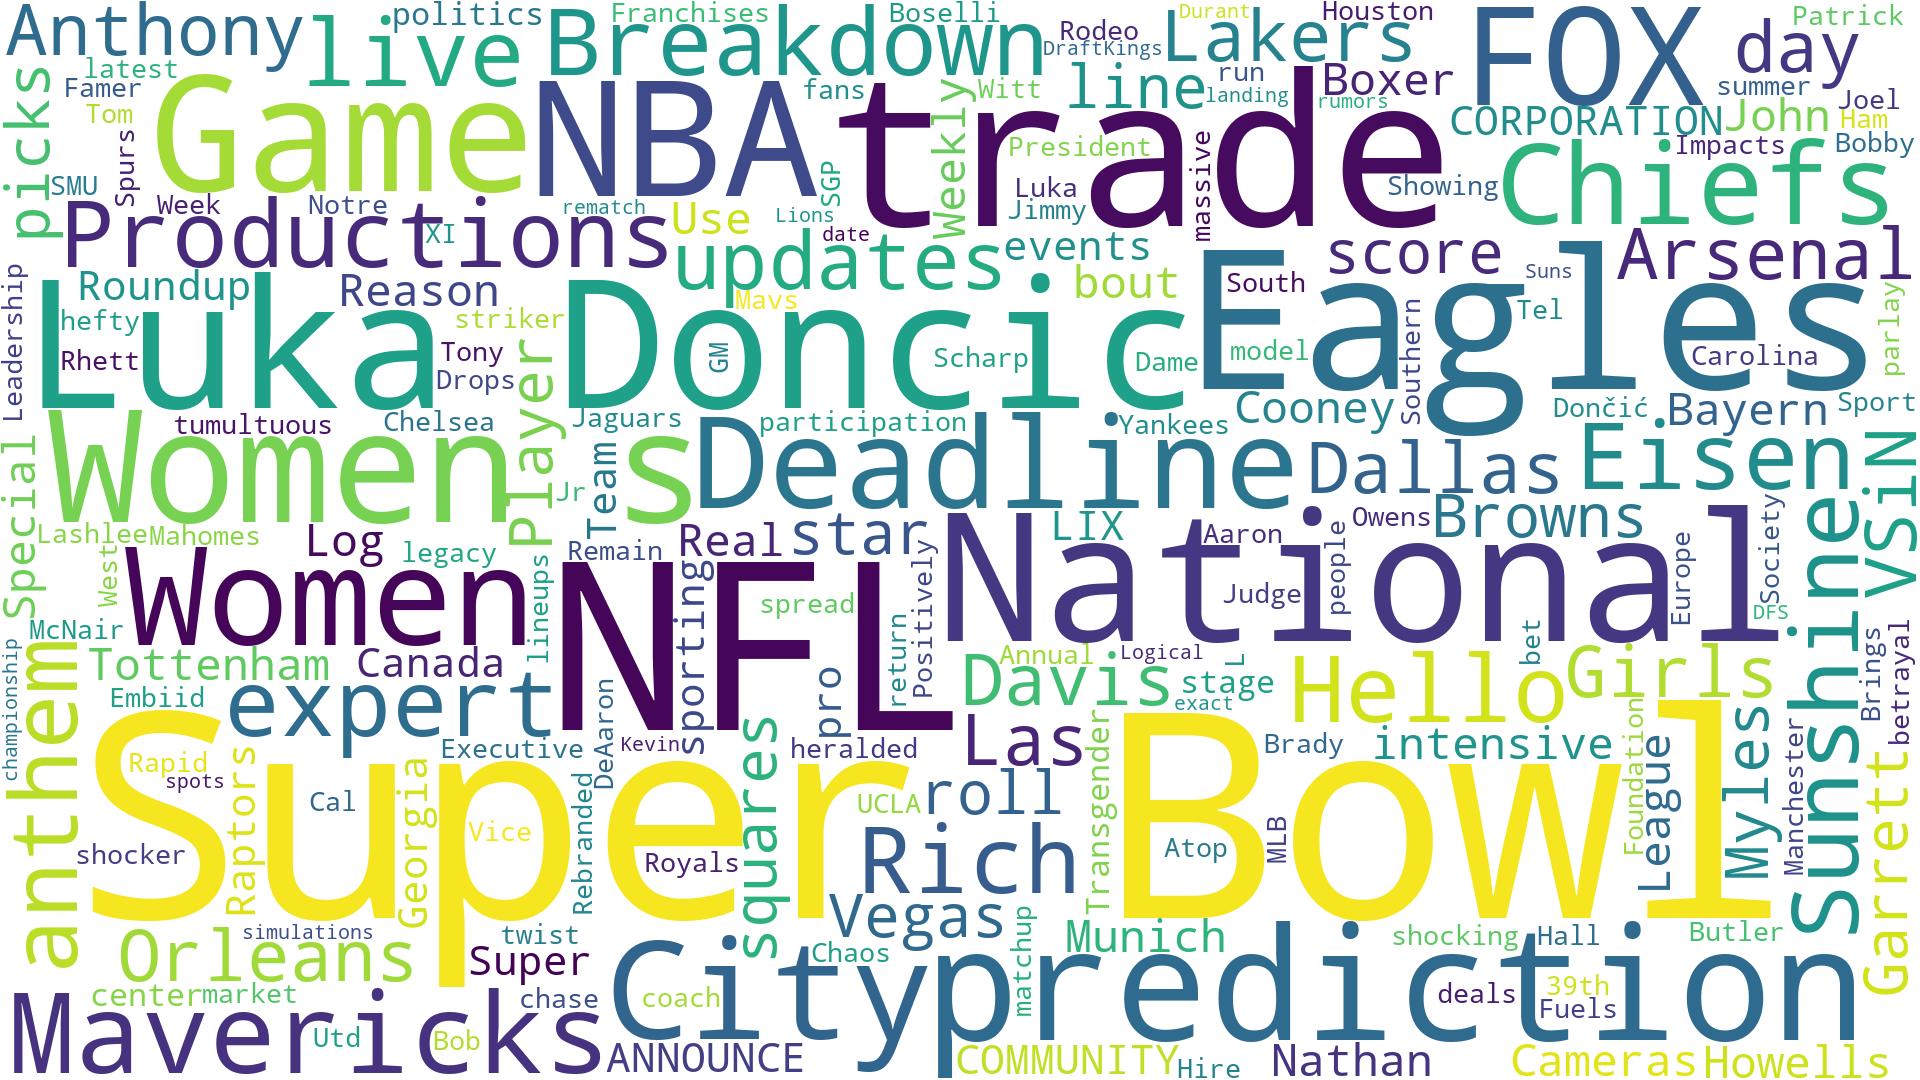 Anthony
live
politics
Breakdown
Franchises
Boselli
Rodeo
DraftKings
Durant
Lakers
Houston
FOX
day
Patrick
picks
latest
Famer
Tom
Spurs
Game
NBA
fans
trade
Weekly
Witt
line
run
landing
Boxer
rumors
summer
Joel
Ham
CORPORATION
John
Bobby
SMU
Week
Notre
rematch
SGP
Lions
date
President
Luka
Jimmy
massive
Showing
Impacts
Chiefs
Productions
XI
Use
updates
events
score
Arsenal
Leadership
Roundup
Reason
Mavs
bout
South
Suns
Eagles
Tel
parlay
hefty
Rhett
Luka Doncic
striker
Tony
Drops
Player
GM
Scharp
Dame
model
Southern
Carolina
tumultuous
Chelsea
Jaguars
participation
Yankees
Cooney
Dončić
Bayern
Sport
Special
Women s
Jr
Team
Deadline
Dallas
Eisen
VSiN
Lashlee
Mahomes
West
Log
legacy
lineups
Remain
Real
star
LIX
Aaron
Owens
Browns
Society
Women
NFL
sporting
spread
Positively
return
National
Judge
people
Europe
DFS
sunshine
McNair
championship
anthem
Tottenham
Canada
Embiid
expert
DeAaron
Kevin
pro
Davis
Annual
Logical
stage
L
exact
bet
Hello
Girls
Brings
betrayal
Rapid
spots
Raptors
Executive
heralded
Las
Transgender
Brady
intensive
Foundation
League
Myles
Manchester
Garrett
Super Bowl
Cal
Georgia
Vice
Rebranded
squares
UCLA
roll
shocker
Royals
Rich
Atop
MLB
Orleans
simulations
twist
Super
Vegas
Chaos
matchup
Munich
shocking
Hall
Butler
center
market
chase
City
coach
prediction
deals
39th
Fuels
Mavericks
Utd
Bob
ANNOUNCE
COMMUNITY
Hire
Nathan
Cameras
Howells